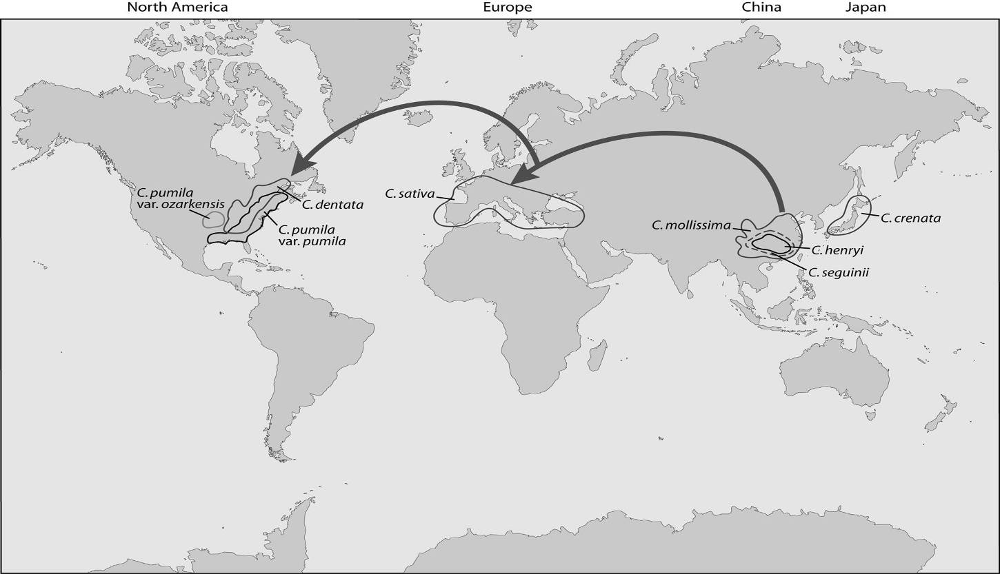 North America
Europe
China
Japan
C. pumila
var. ozarkensis
C. dentata
C. pumila
var. pumila
C. sativa
C. mollissima
C. henryi
C. seguinii
C. crenata